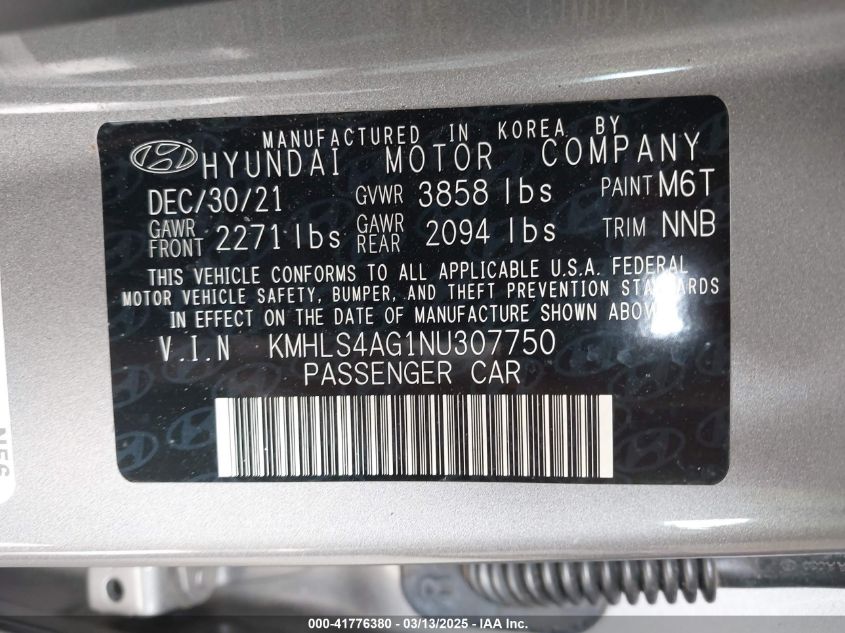 MANUFACTURED IN KOREA BY
HYUNDAI MOTOR COMPANY
DEC/30/21 GVWR 3858 lbs PAINT M6T
GAWR FRONT 2271 lbs GAWR REAR 2094 lbs TRIM NNB
THIS VEHICLE CONFORMS TO ALL APPLICABLE U.S.A. FEDERAL
MOTOR VEHICLE SAFETY, BUMPER, AND THEFT PREVENTION STANDARDS
IN EFFECT ON THE DATE OF MANUFACTURE SHOWN ABOVE.
V.I.N KMHLS4AG1NU307750
PASSENGER CAR
R
000-41776380 - 03/13/2025 - IAA Inc.